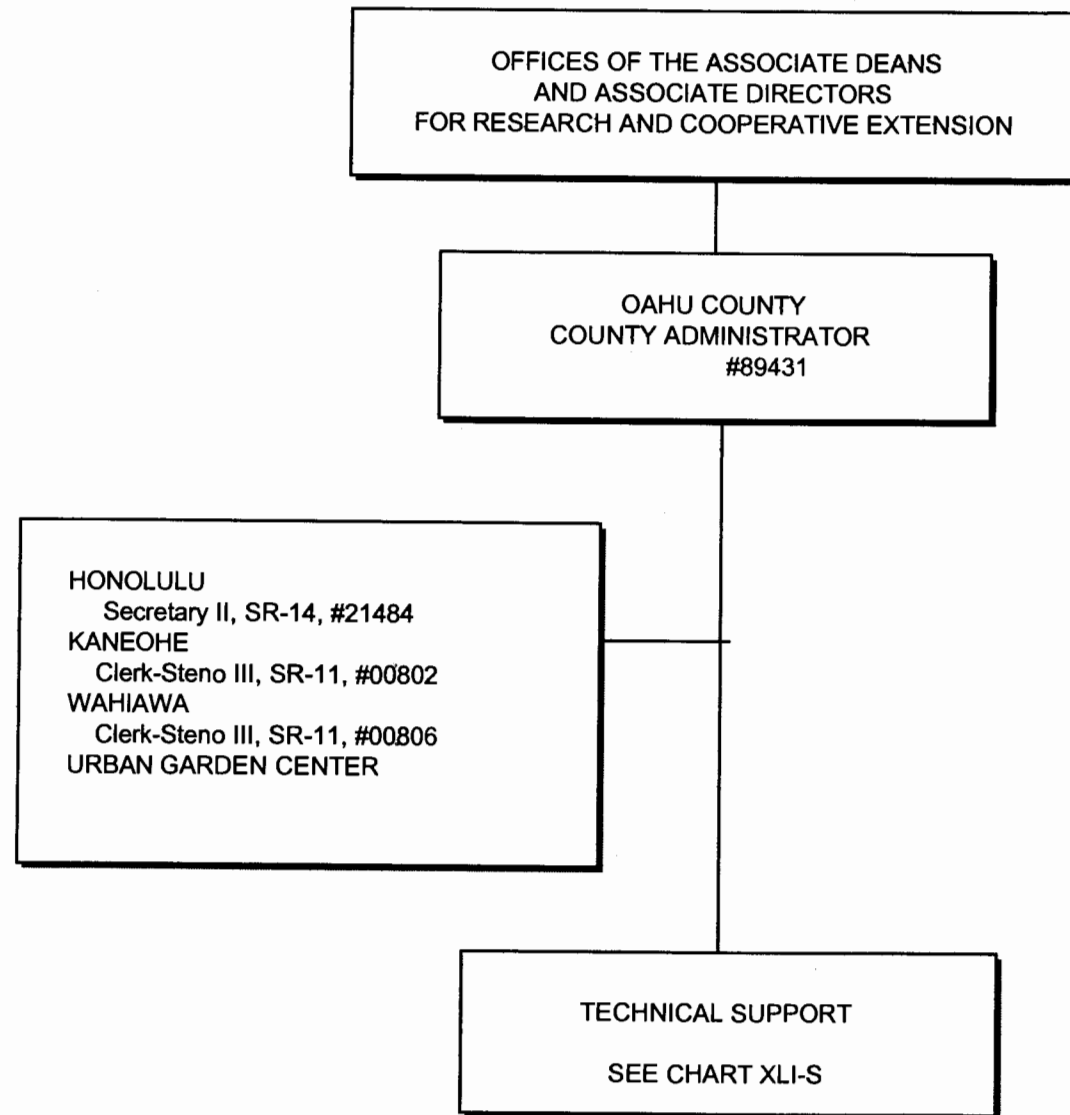 OFFICES OF THE ASSOCIATE DEANS
AND ASSOCIATE DIRECTORS
FOR RESEARCH AND COOPERATIVE EXTENSION
OAHU COUNTY
COUNTY ADMINISTRATOR
#89431
HONOLULU
Secretary II, SR-14, #21484
KANEOHE
Clerk-Steno III, SR-11, #00802
WAHIAWA
Clerk-Steno III, SR-11, #00806
URBAN GARDEN CENTER
TECHNICAL SUPPORT
SEE CHART XLI-S